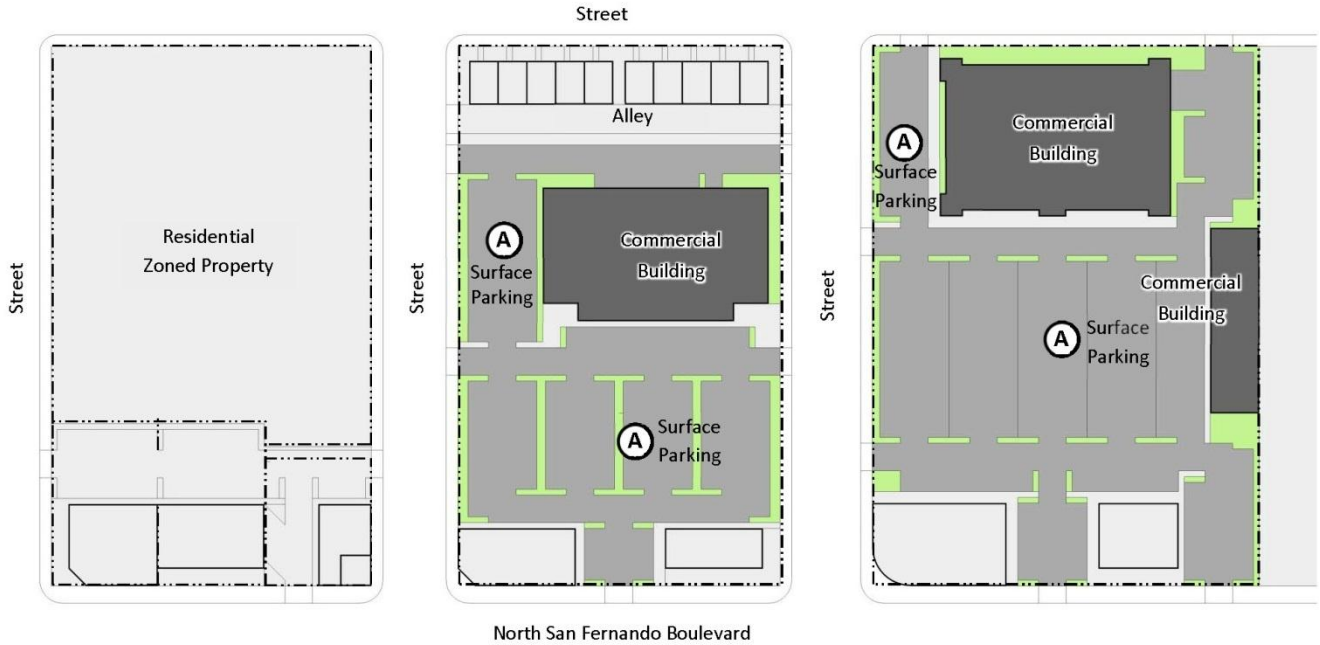 Street
Street
Residential
Zoned Property
Street
Alley
A
Surface
Parking
Commercial
Building
A
Surface
Parking
Street
A
Surface
Parking
Commercial
Building
Commercial
Building
A
Surface
Parking
North San Fernando Boulevard